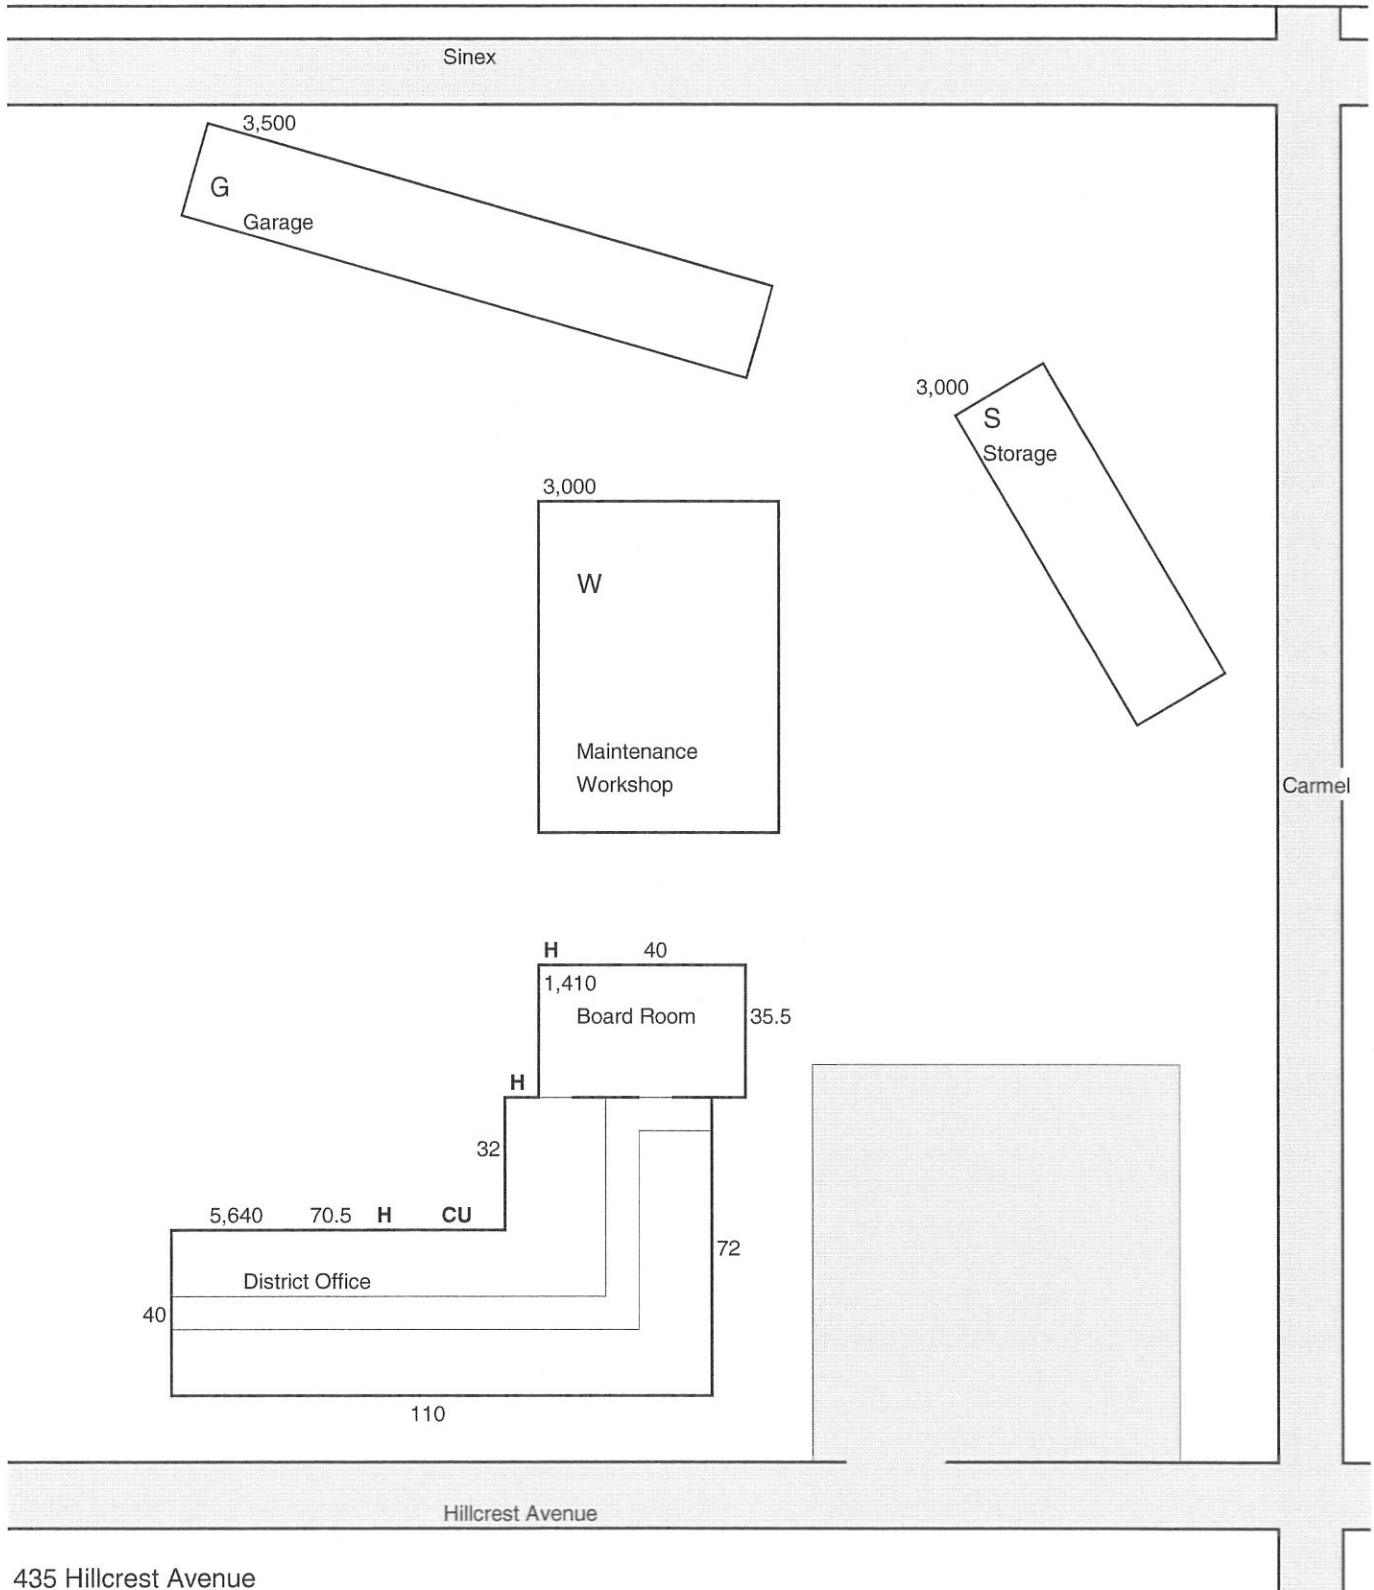 Sinex
3,500
G
Garage
3,000
S
Storage
3,000
W
Maintenance
Workshop
Carmel
H 40
1,410
Board Room
35.5
H
32
5,640 70.5 H CU
72
District Office
40
110
Hillcrest Avenue
435 Hillcrest Avenue